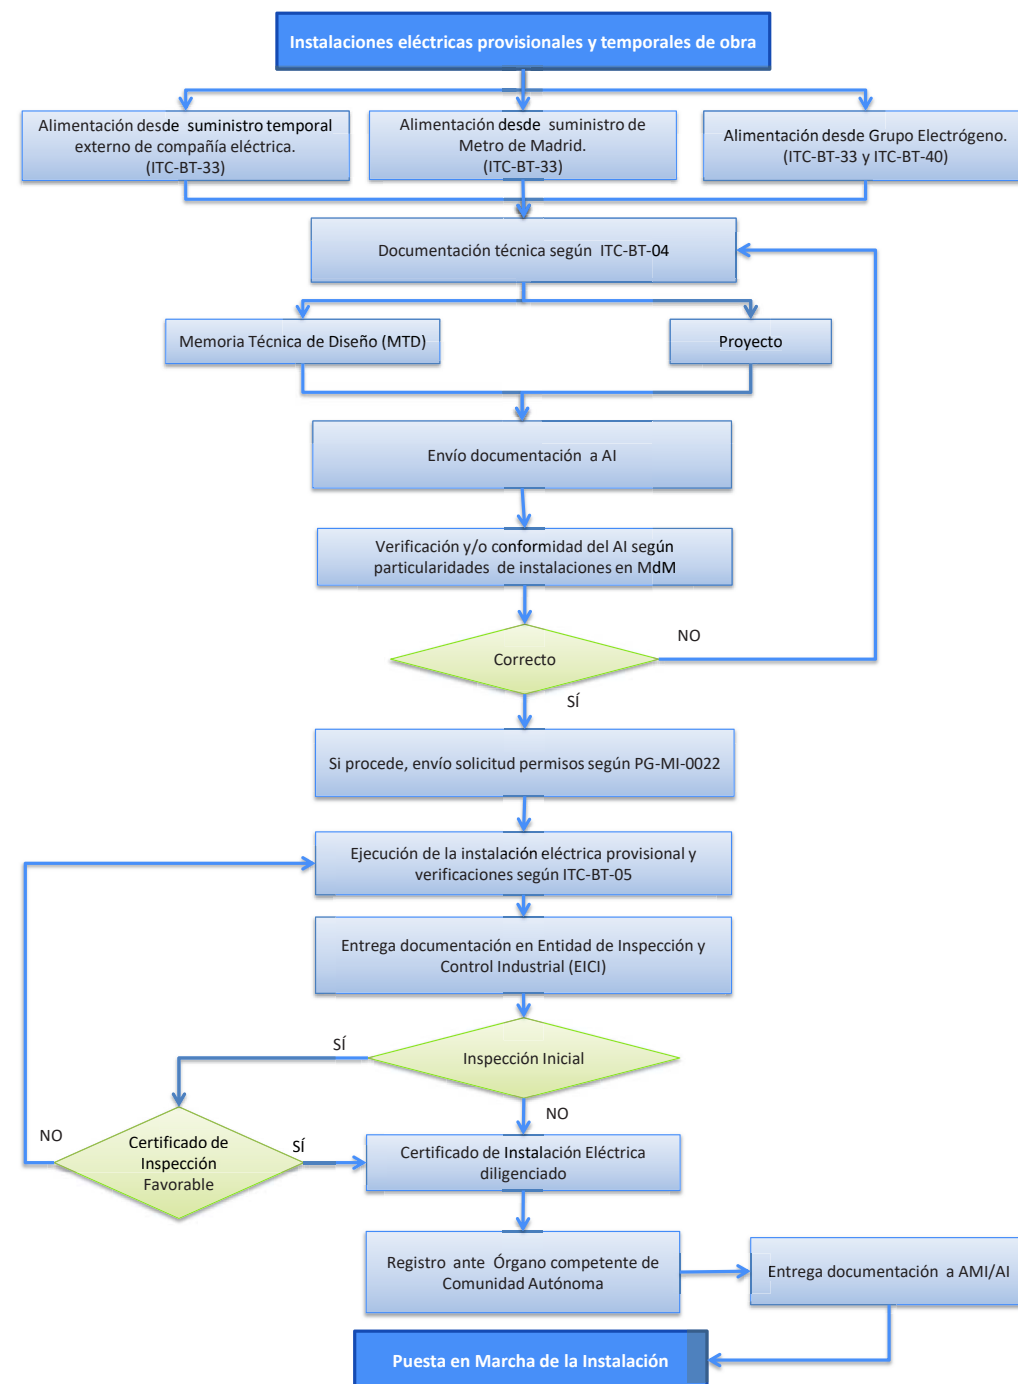 Instalaciones eléctricas provisionales y temporales de obra
Alimentación desde suministro temporal
externo de compañía eléctrica.
(ITC-BT-33)
Alimentación desde suministro de
Metro de Madrid.
(ITC-BT-33)
Alimentación desde Grupo Electrógeno.
(ITC-BT-33 y ITC-BT-40)
Documentación técnica según ITC-BT-04
Memoria Técnica de Diseño (MTD)
Proyecto
Envío documentación a AI
Verificación y/o conformidad del AI según
particularidades de instalaciones en MdM
Correcto
NO
SÍ
Si procede, envío solicitud permisos según PG-MI-0022
Ejecución de la instalación eléctrica provisional y
verificaciones según ITC-BT-05
Entrega documentación en Entidad de Inspección y
Control Industrial (EICI)
Inspección Inicial
SÍ
NO
Certificado de
Inspección
Favorable
NO
SÍ
Certificado de Instalación Eléctrica
diligenciado
Registro ante Órgano competente de
Comunidad Autónoma
Entrega documentación a AMI/AI
Puesta en Marcha de la Instalación